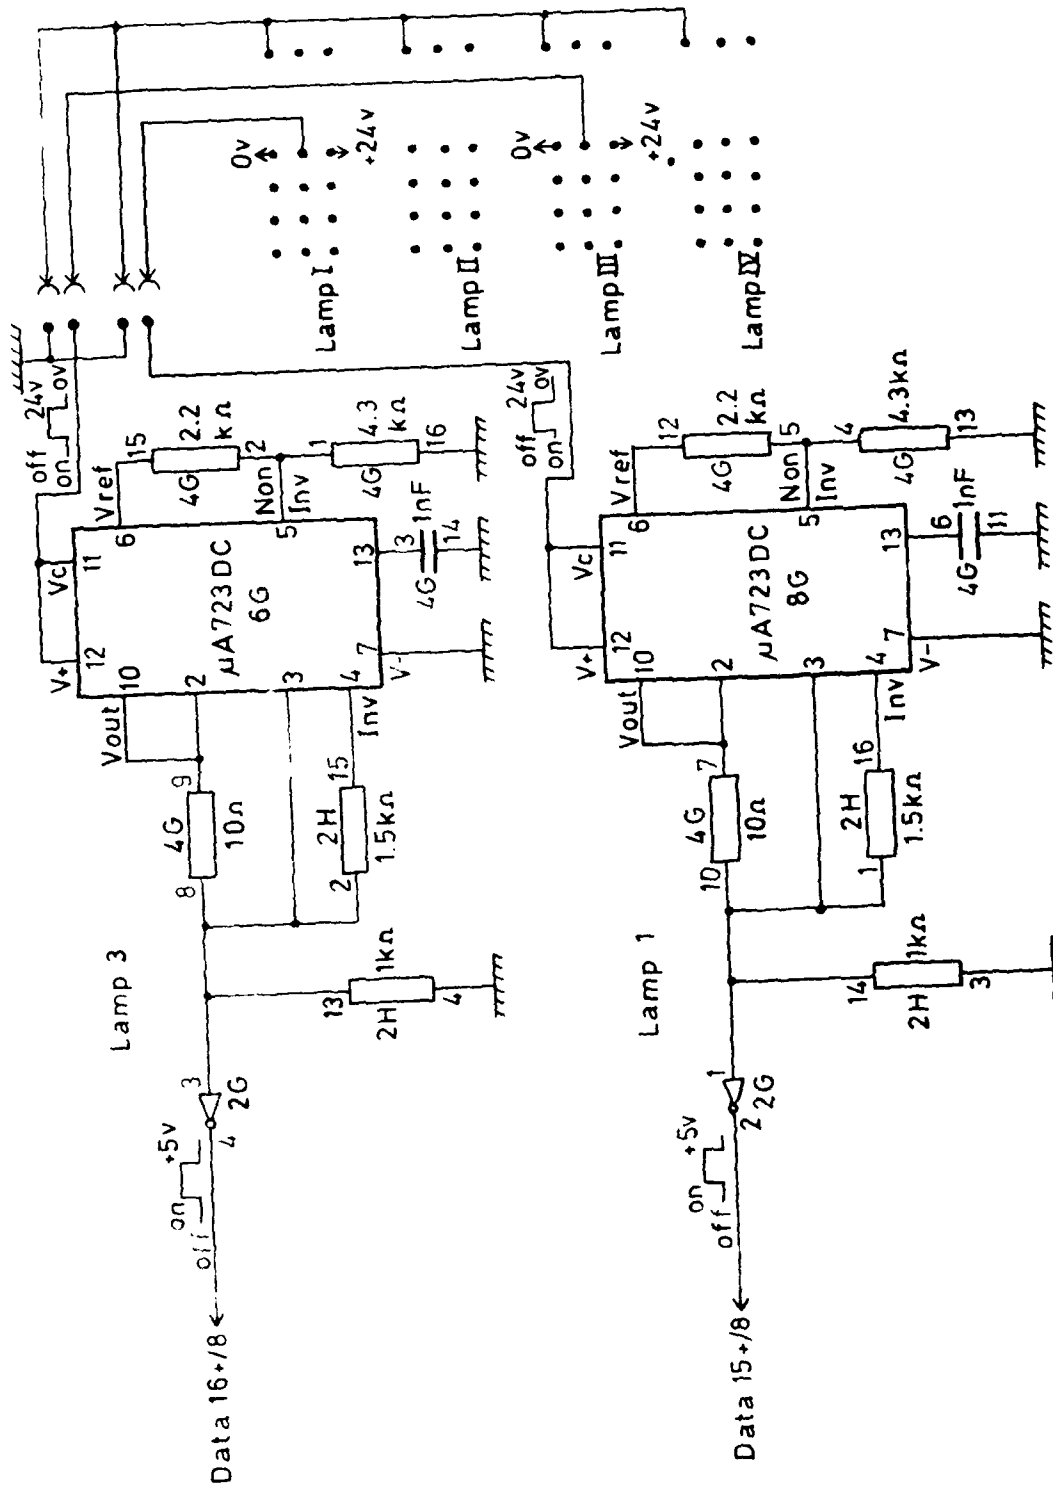 Lamp 3
Data 16+/8
off
on
+5v
4
3
2G
13
2H
1kΩ
4
8
4G
9
10Ω
2
2H
15
1.5kΩ
Vout
10
2
3
4
Inv
V+
12
Vc
11
μA723DC
6G
7
V-
13
6
Vref
5
Non
Inv
off
on
24v
0v
15
4G
2.2
kΩ
2
1
4G
4.3
kΩ
16
3
4G
1nF
14
Lamp 1
Data 15+/8
off
on
+5v
2
1
2G
14
2H
1kΩ
3
10
4G
7
10Ω
1
2H
16
1.5kΩ
Vout
10
2
3
4
Inv
V+
12
Vc
11
μA723DC
8G
7
V-
13
6
Vref
5
Non
Inv
off
on
24v
0v
12
4G
2.2
kΩ
5
4
4G
4.3kΩ
13
6
4G
1nF
11
Lamp I
0v
+24v
Lamp II
Lamp III
0v
+24v
Lamp IV